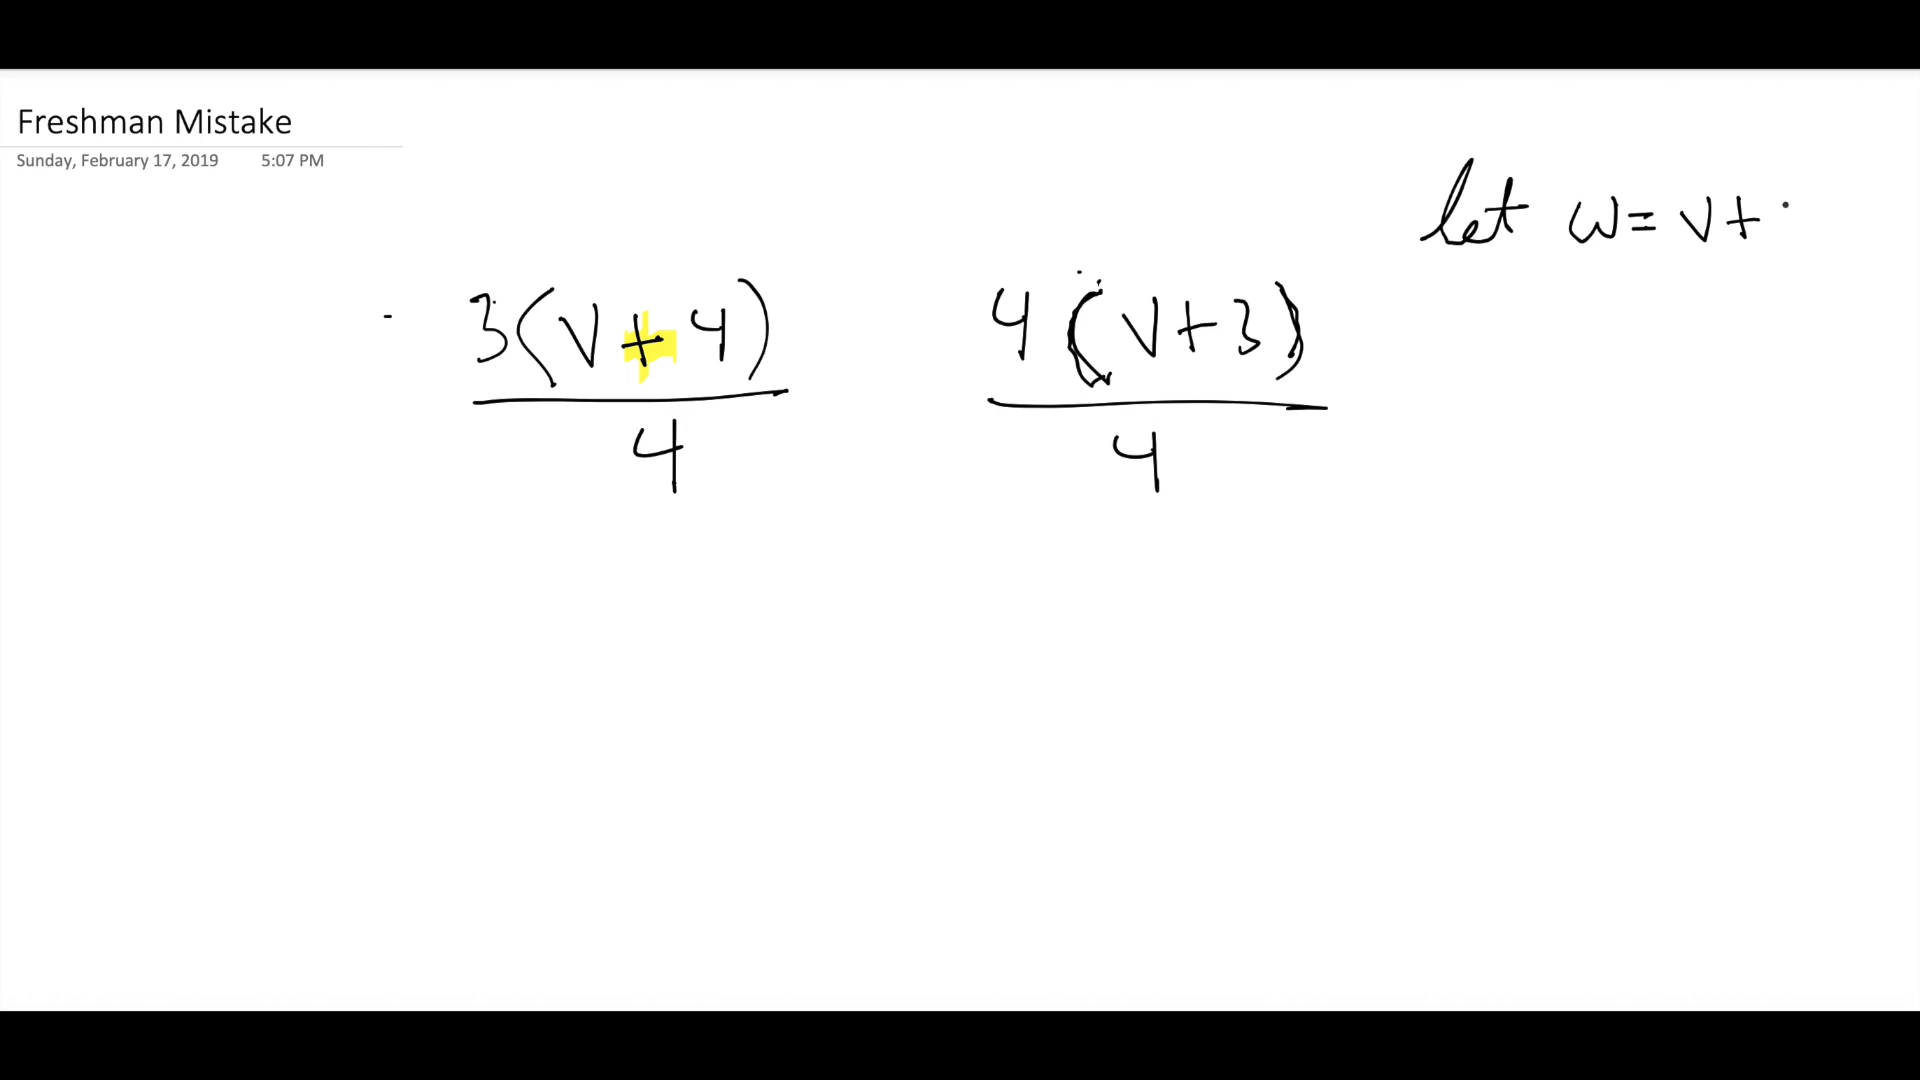 Freshman Mistake
Sunday, February 17, 2019 5:07 PM
let w = v +
3(v + 4) 4(v + 3)
4 4